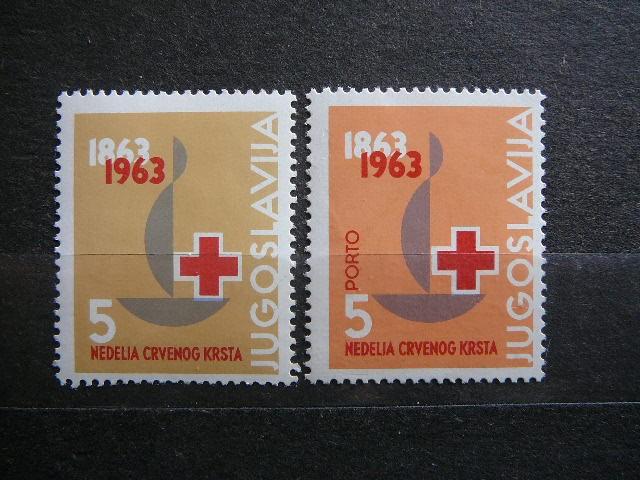 1863
1963
JUGOSLAVIJA
5
NEDELJA CRVENOG KRSTA
1863
1963
JUGOSLAVIJA
PORTO
5
NEDELJA CRVENOG KRSTA